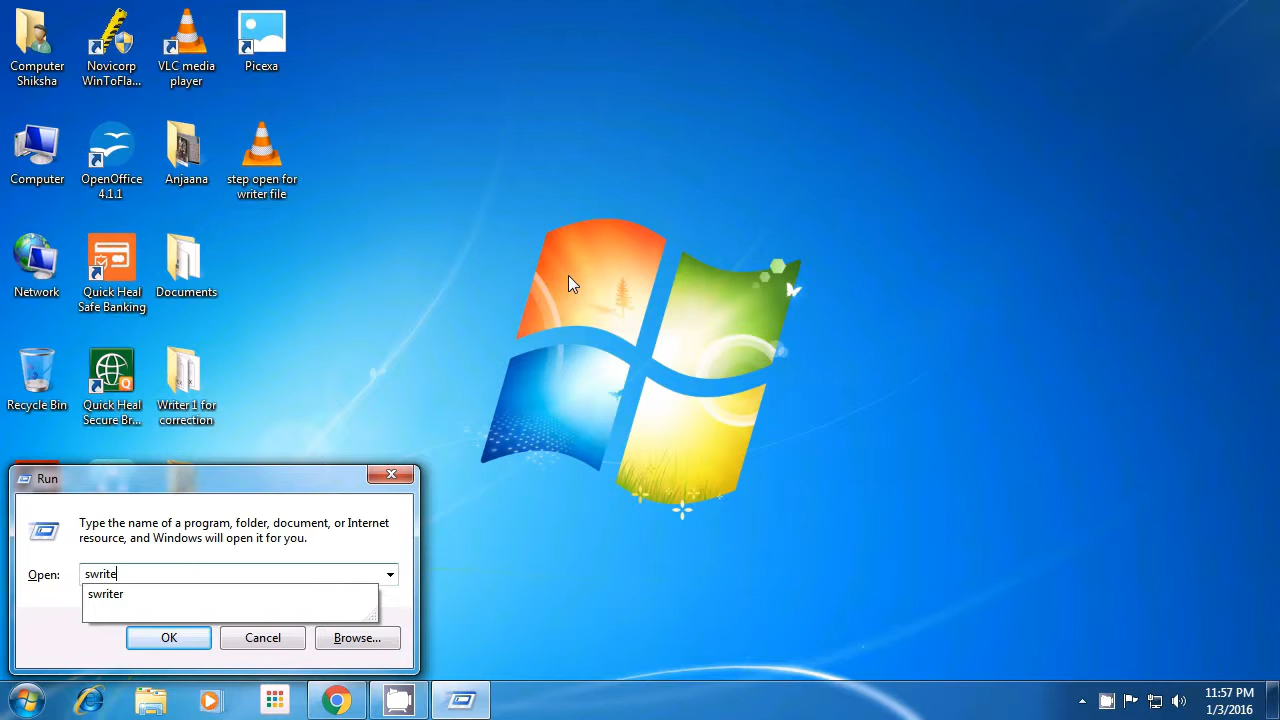 Computer
Shiksha
Novicorp
WinToFla...
VLC media
player
Picexa
Computer
OpenOffice
4.1.1
Anjaana
step open for
writer file
Network
Quick Heal
Safe Banking
Documents
Recycle Bin
Quick Heal
Secure Br...
Writer 1 for
correction
Run
Type the name of a program, folder, document, or Internet
resource, and Windows will open it for you.
Open:
swrite
swriter
OK
Cancel
Browse...
11:57 PM
1/3/2016